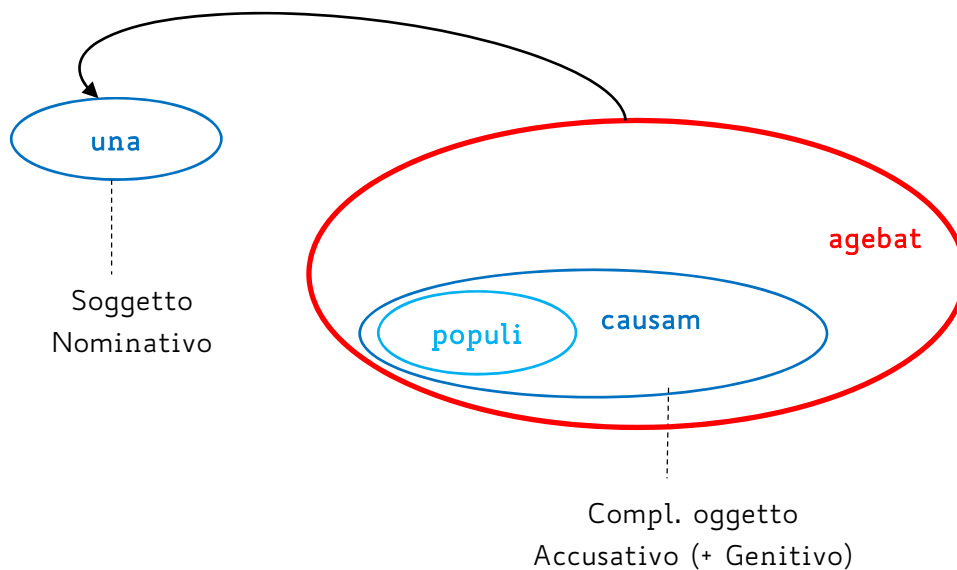 una
agebat
Soggetto
Nominativo
populi causam
Compl. oggetto
Accusativo (+ Genitivo)